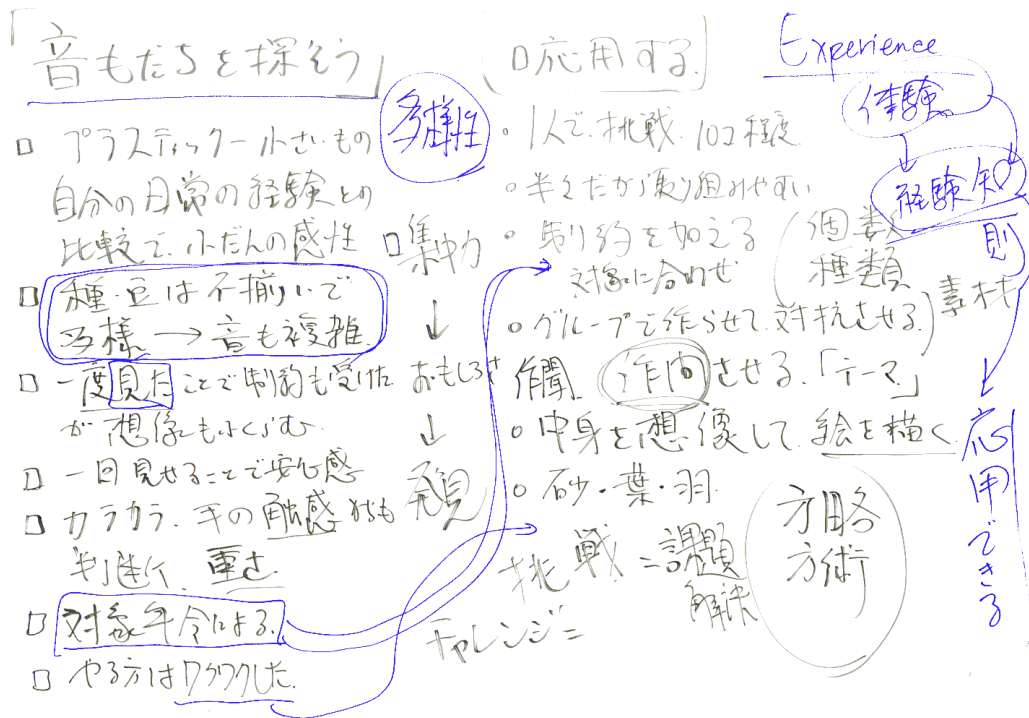 「音もだちを探そう」
多様性
□ プラスティックー小さいもの
自分の日常の経験との
比較で、ふだんの感性
□ 種・豆は不揃いで
多様 → 音も複雑
□ 一度見たことで制約も受けた
が想像もふくらむ
□ 一回見せることで安心感
□ カラカラ、手の触感からも
判断、重さ
□ 対象年令による。
□ やる方はワクワクした。
□集中力
↓
おもしろさ
↓
発見
□応用する
・1人で、挑戦 10コ程度
・半々だから取り組みやすい
・制約を加える
対象に合わせ
個数
種類
素材
○グループで作らせて、対抗させる
作問 させる、「テーマ」
○中身を想像して、絵を描く
○砂・葉・羽
挑戦=課題
解決
チャレンジ=
方略
方術
Experience
体験
経験知
則
応用できる